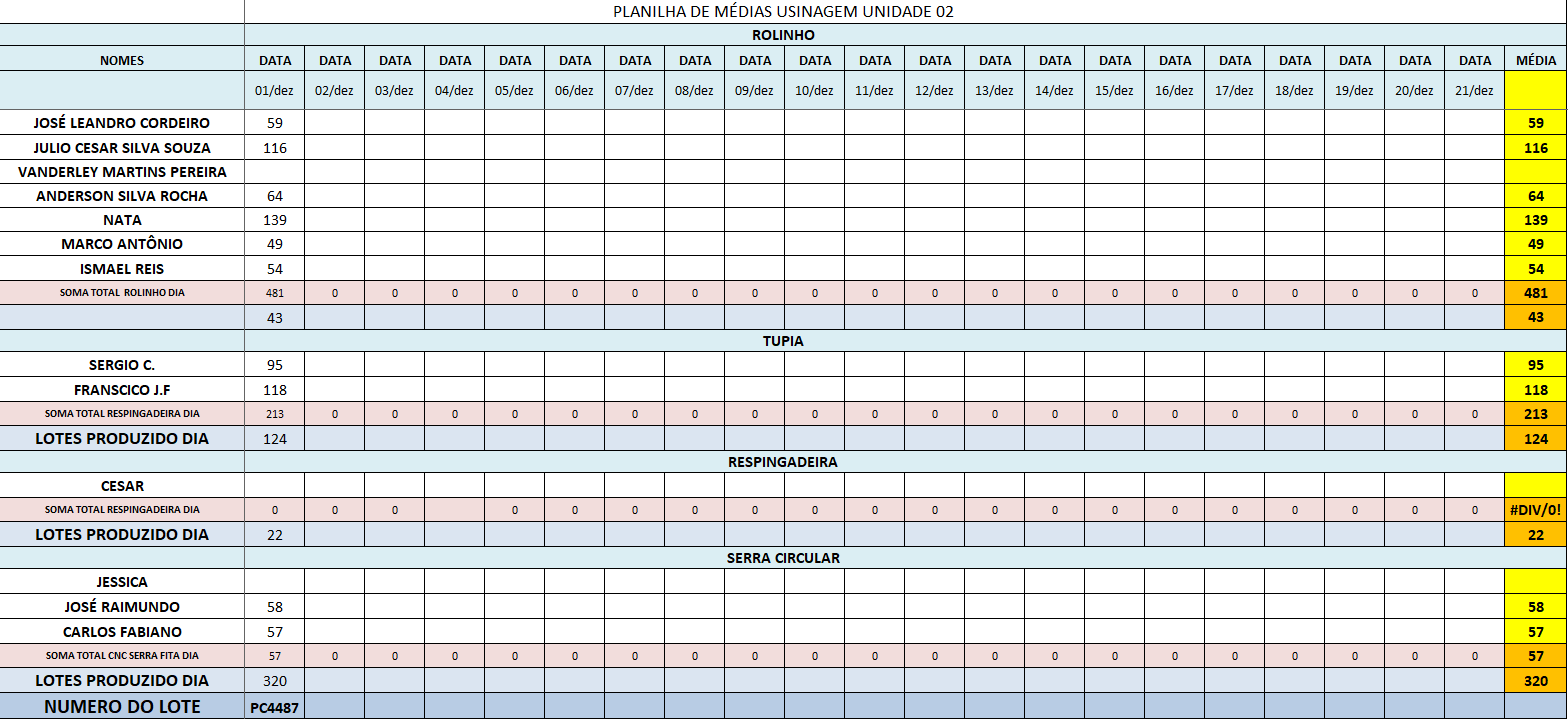 PLANILHA DE MÉDIAS USINAGEM UNIDADE 02
ROLINHO
NOMES DATA DATA DATA DATA DATA DATA DATA DATA DATA DATA DATA DATA DATA DATA DATA DATA DATA DATA DATA DATA DATA MÉDIA
01/dez 02/dez 03/dez 04/dez 05/dez 06/dez 07/dez 08/dez 09/dez 10/dez 11/dez 12/dez 13/dez 14/dez 15/dez 16/dez 17/dez 18/dez 19/dez 20/dez 21/dez
JOSÉ LEANDRO CORDEIRO 59 59
JULIO CESAR SILVA SOUZA 116 116
VANDERLEY MARTINS PEREIRA
ANDERSON SILVA ROCHA 64 64
NATA 139 139
MARCO ANTÔNIO 49 49
ISMAEL REIS 54 54
SOMA TOTAL ROLINHO DIA 481 0 0 0 0 0 0 0 0 0 0 0 0 0 0 0 0 0 0 0 0 481
43 43
TUPIA
SERGIO C. 95 95
FRANSCICO J.F 118 118
SOMA TOTAL RESPINGADEIRA DIA 213 0 0 0 0 0 0 0 0 0 0 0 0 0 0 0 0 0 0 0 0 213
LOTES PRODUZIDO DIA 124 124
RESPINGADEIRA
CESAR
SOMA TOTAL RESPINGADEIRA DIA 0 0 0 0 0 0 0 0 0 0 0 0 0 0 0 0 0 0 0 0 #DIV/0!
LOTES PRODUZIDO DIA 22 22
SERRA CIRCULAR
JESSICA
JOSÉ RAIMUNDO 58 58
CARLOS FABIANO 57 57
SOMA TOTAL CNC SERRA FITA DIA 57 0 0 0 0 0 0 0 0 0 0 0 0 0 0 0 0 0 0 0 0 57
LOTES PRODUZIDO DIA 320 320
NUMERO DO LOTE PC4487